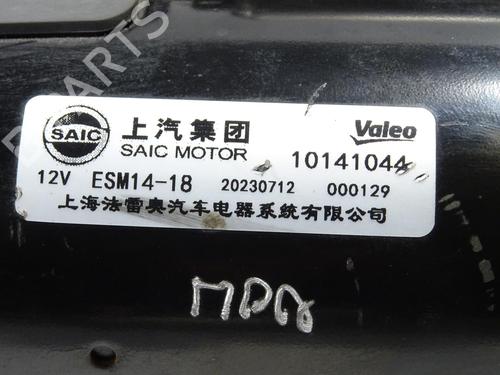 SAIC 上汽集团 Valeo
SAIC MOTOR 10141044
12V ESM14-18 20230712 000129
上海法雷奥汽车电器系统有限公司